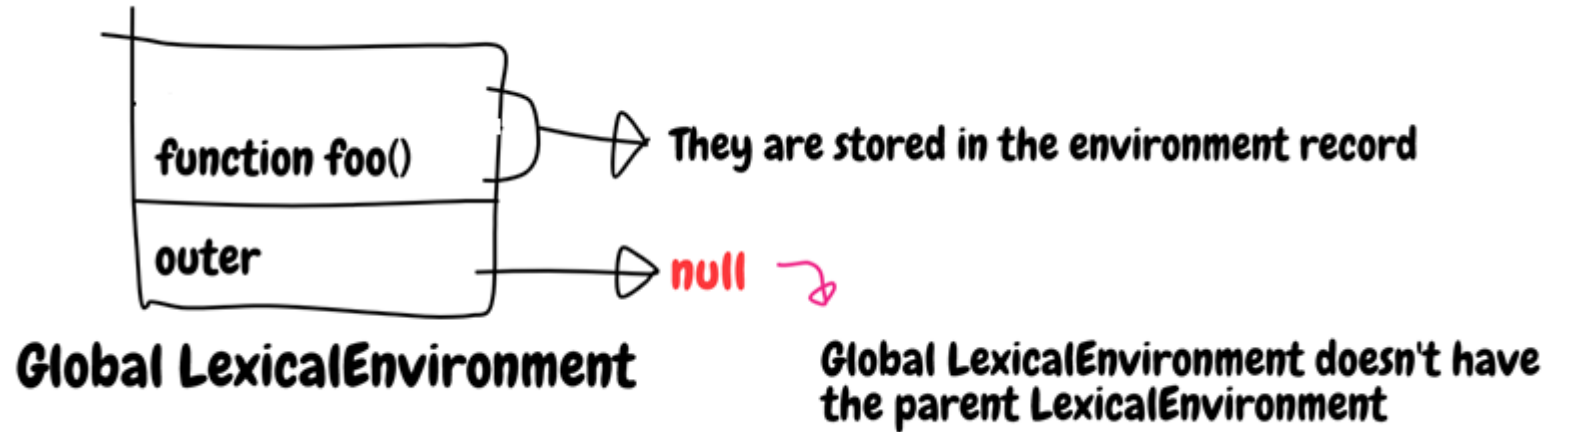 function foo()
They are stored in the environment record
outer
null
Global LexicalEnvironment
Global LexicalEnvironment doesn't have
the parent LexicalEnvironment